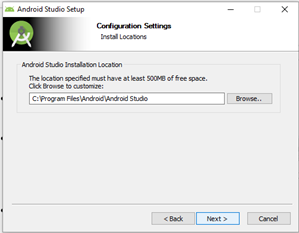 Android Studio Setup
Configuration Settings
Install Locations
Android Studio Installation Location
The location specified must have at least 500MB of free space.
Click Browse to customize:
C:\Program Files\Android\Android Studio
Browse..
< Back
Next >
Cancel